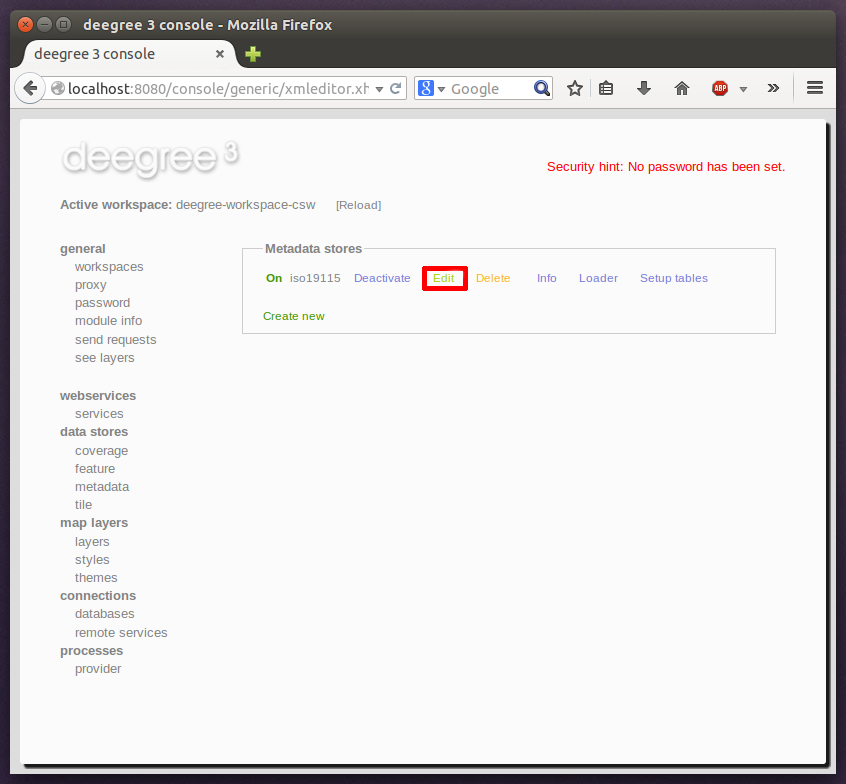 deegree 3 console - Mozilla Firefox
deegree 3 console
localhost:8080/console/generic/xmleditor.xh
8 Google ABP
deegree 3
Security hint: No password has been set.
Active workspace: deegree-workspace-csw [Reload]
general
workspaces
proxy
password
module info
send requests
see layers
webservices
services
data stores
coverage
feature
metadata
tile
map layers
layers
styles
themes
connections
databases
remote services
processes
provider
Metadata stores
On iso19115 Deactivate Edit Delete Info Loader Setup tables
Create new